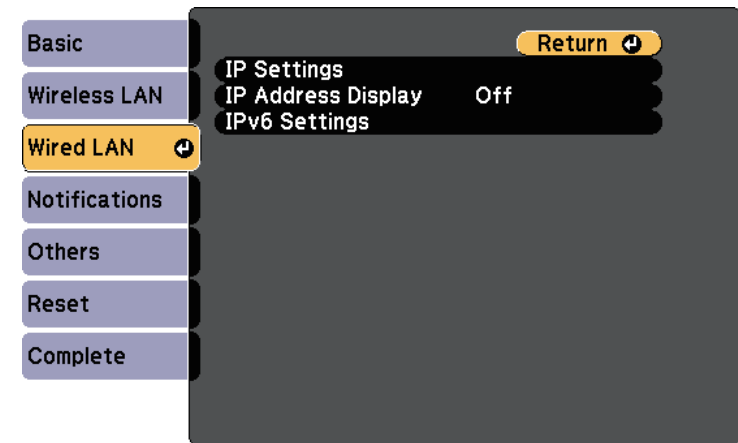 Basic
Wireless LAN
Wired LAN
Notifications
Others
Reset
Complete
Return
IP Settings
IP Address Display Off
IPv6 Settings